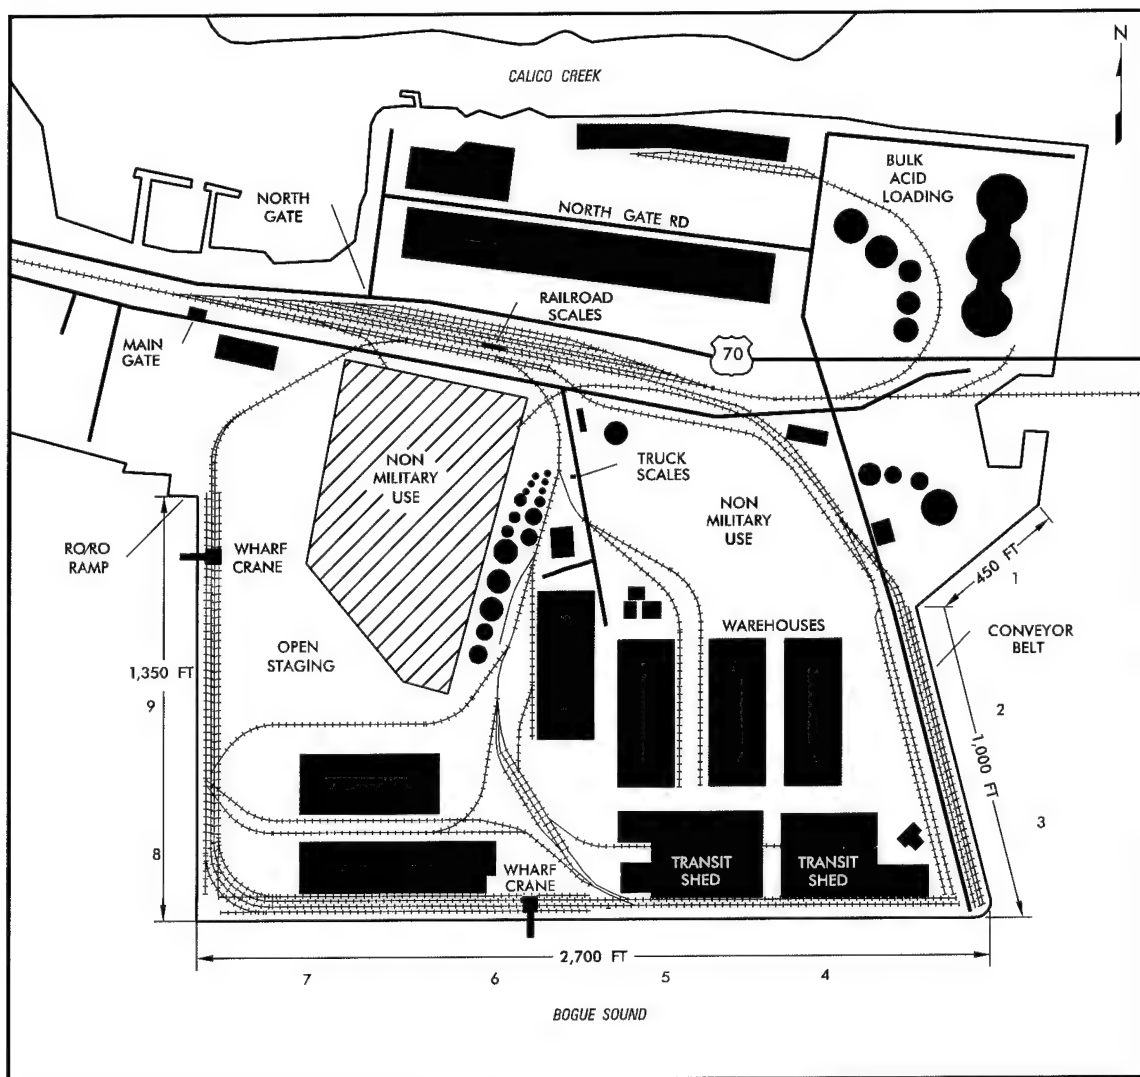 N
CALICO CREEK
BULK
ACID
LOADING
NORTH
GATE
NORTH GATE RD
RAILROAD
SCALES
MAIN
GATE
70
NON
MILITARY
USE
TRUCK
SCALES
NON
MILITARY
USE
RO/RO
RAMP
WHARF
CRANE
450 FT
1
WAREHOUSES
CONVEYOR
BELT
OPEN
STAGING
1,350 FT
9
2
1,000 FT
3
8
TRANSIT
SHED
TRANSIT
SHED
WHARF
CRANE
2,700 FT
7
6
5
4
BOGUE SOUND